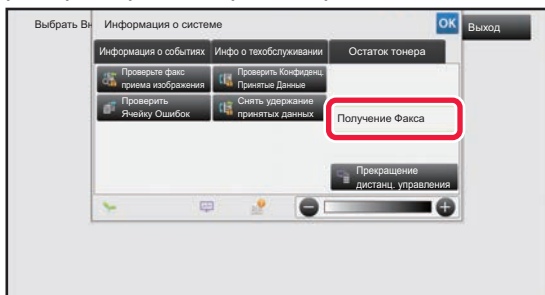 Выбрать Вн
Информация о системе
OK
Выход
Информация о событиях
Инфо о техобслуживании
Остаток тонера
Проверьте факс
приема изображения
Проверить Конфиденц.
Принятые Данные
Проверить
Ячейку Ошибок
Снять удержание
принятых данных
Получение Факса
Прекращение
дистанц. управления